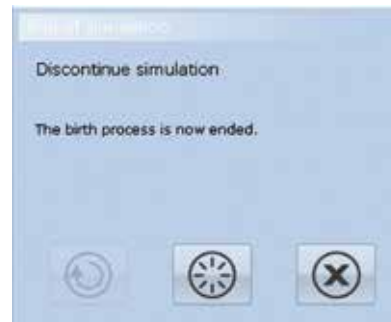 Discontinue simulation
The birth process is now ended.